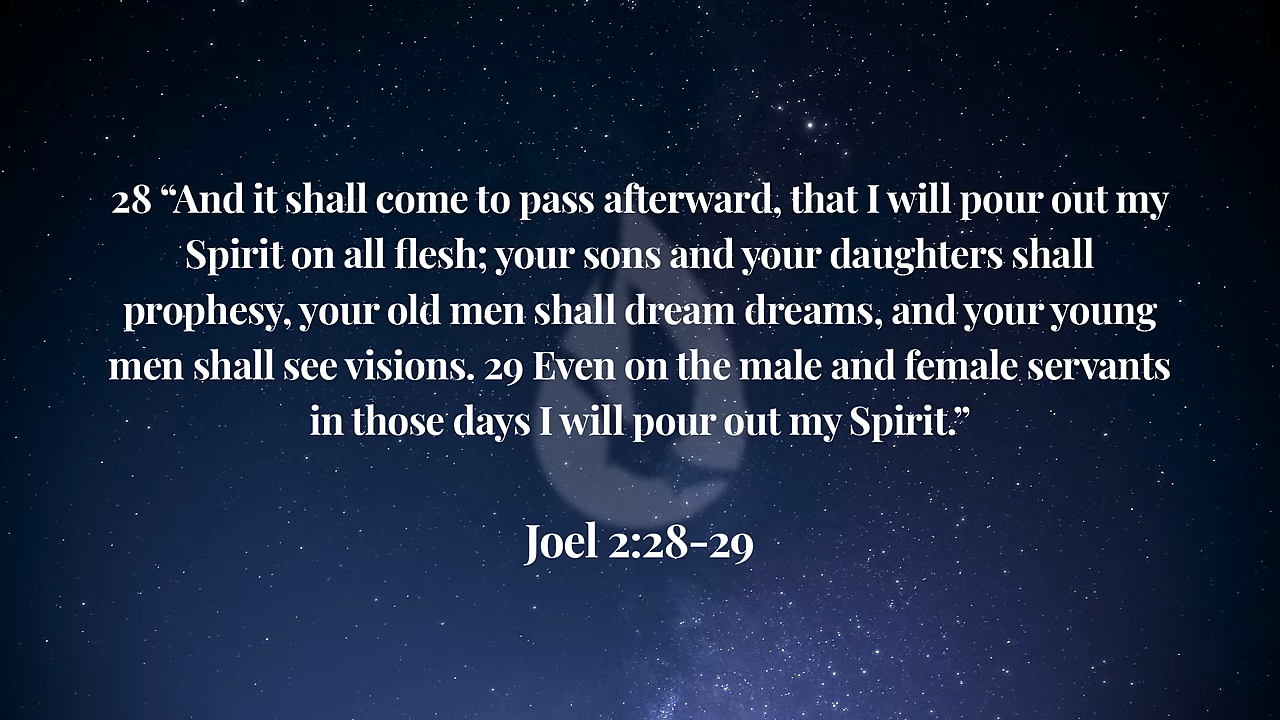 28 “And it shall come to pass afterward, that I will pour out my
Spirit on all flesh; your sons and your daughters shall
prophesy, your old men shall dream dreams, and your young
men shall see visions. 29 Even on the male and female servants
in those days I will pour out my Spirit.”
Joel 2:28-29